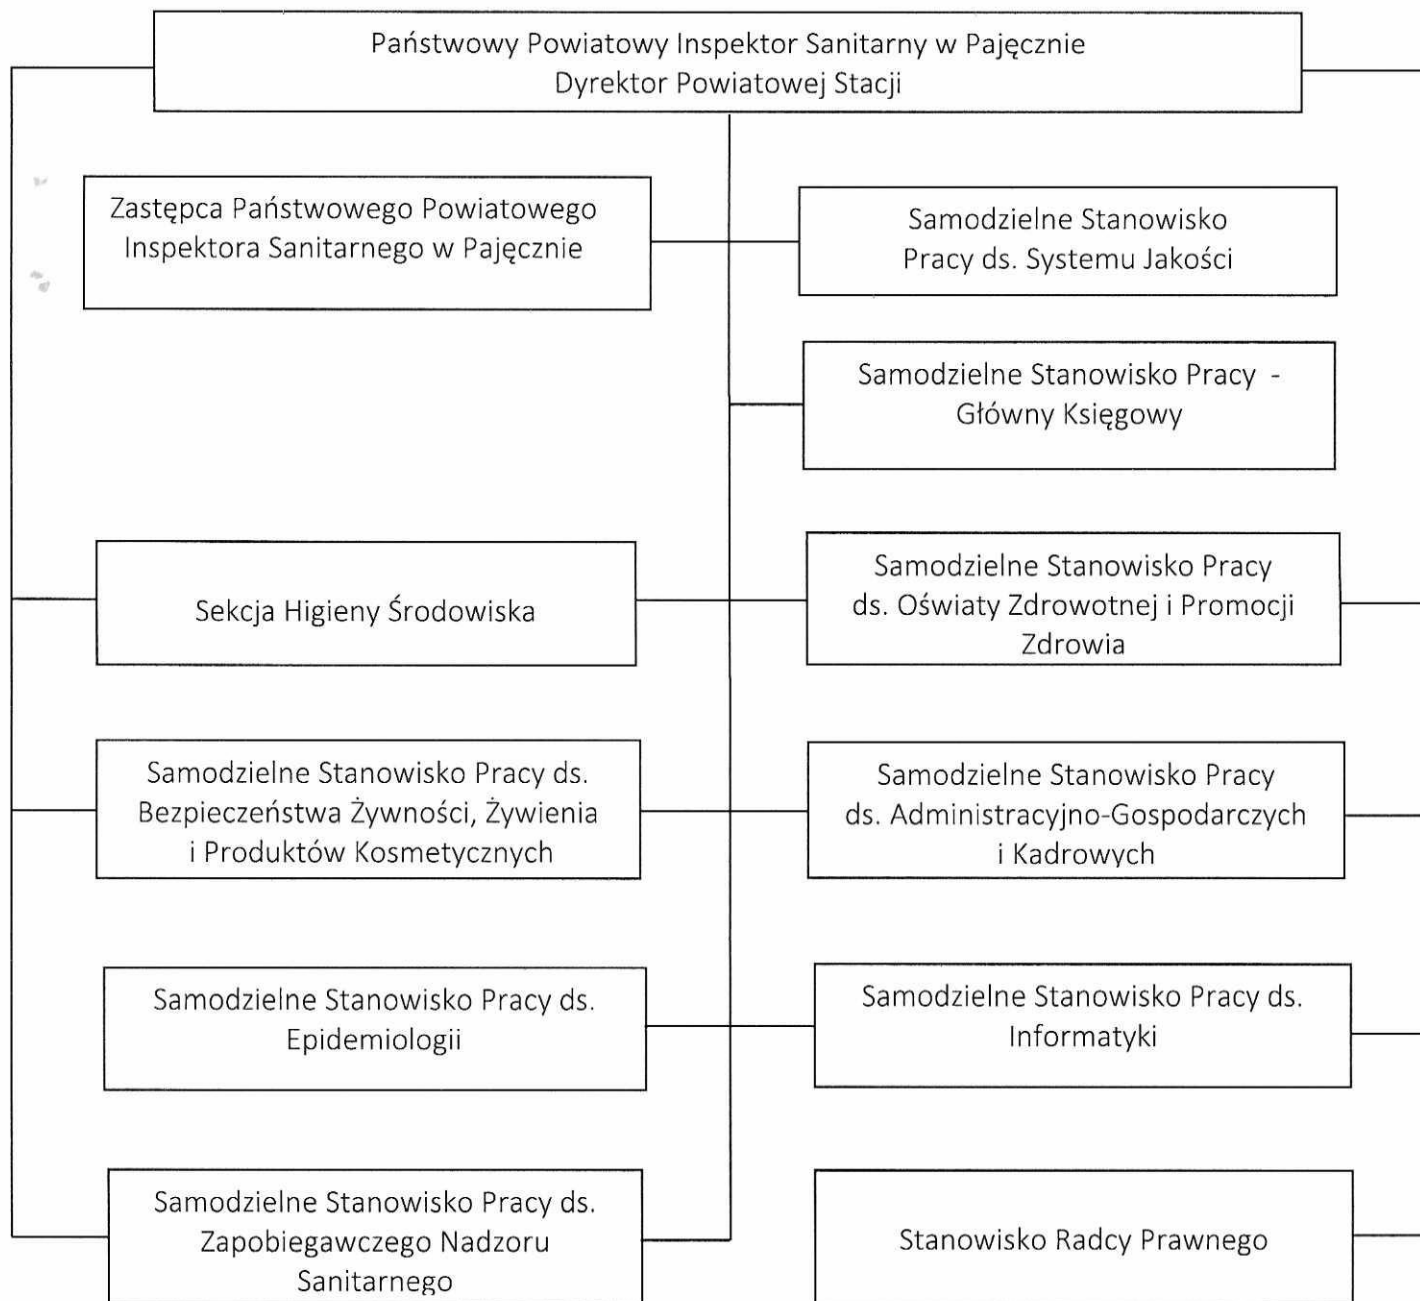 Państwowy Powiatowy Inspektor Sanitarny w Pajęcznie
Dyrektor Powiatowej Stacji
Zastępca Państwowego Powiatowego
Inspektora Sanitarnego w Pajęcznie
Samodzielne Stanowisko
Pracy ds. Systemu Jakości
Samodzielne Stanowisko Pracy -
Główny Księgowy
Sekcja Higieny Środowiska
Samodzielne Stanowisko Pracy
ds. Oświaty Zdrowotnej i Promocji
Zdrowia
Samodzielne Stanowisko Pracy ds.
Bezpieczeństwa Żywności, Żywienia
i Produktów Kosmetycznych
Samodzielne Stanowisko Pracy
ds. Administracyjno-Gospodarczych
i Kadrowych
Samodzielne Stanowisko Pracy ds.
Epidemiologii
Samodzielne Stanowisko Pracy ds.
Informatyki
Samodzielne Stanowisko Pracy ds.
Zapobiegawczego Nadzoru
Sanitarnego
Stanowisko Radcy Prawnego